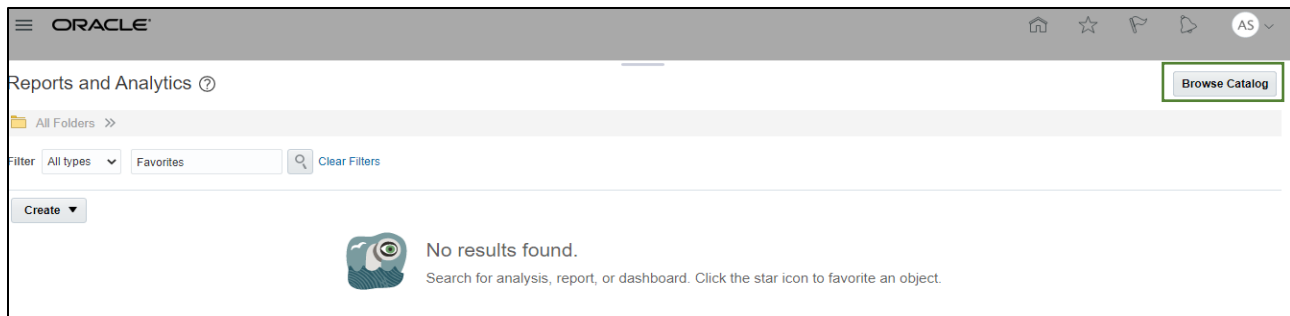 ORACLE
AS
Reports and Analytics
Browse Catalog
All Folders
Filter All types Favorites Clear Filters
Create
No results found.
Search for analysis, report, or dashboard. Click the star icon to favorite an object.